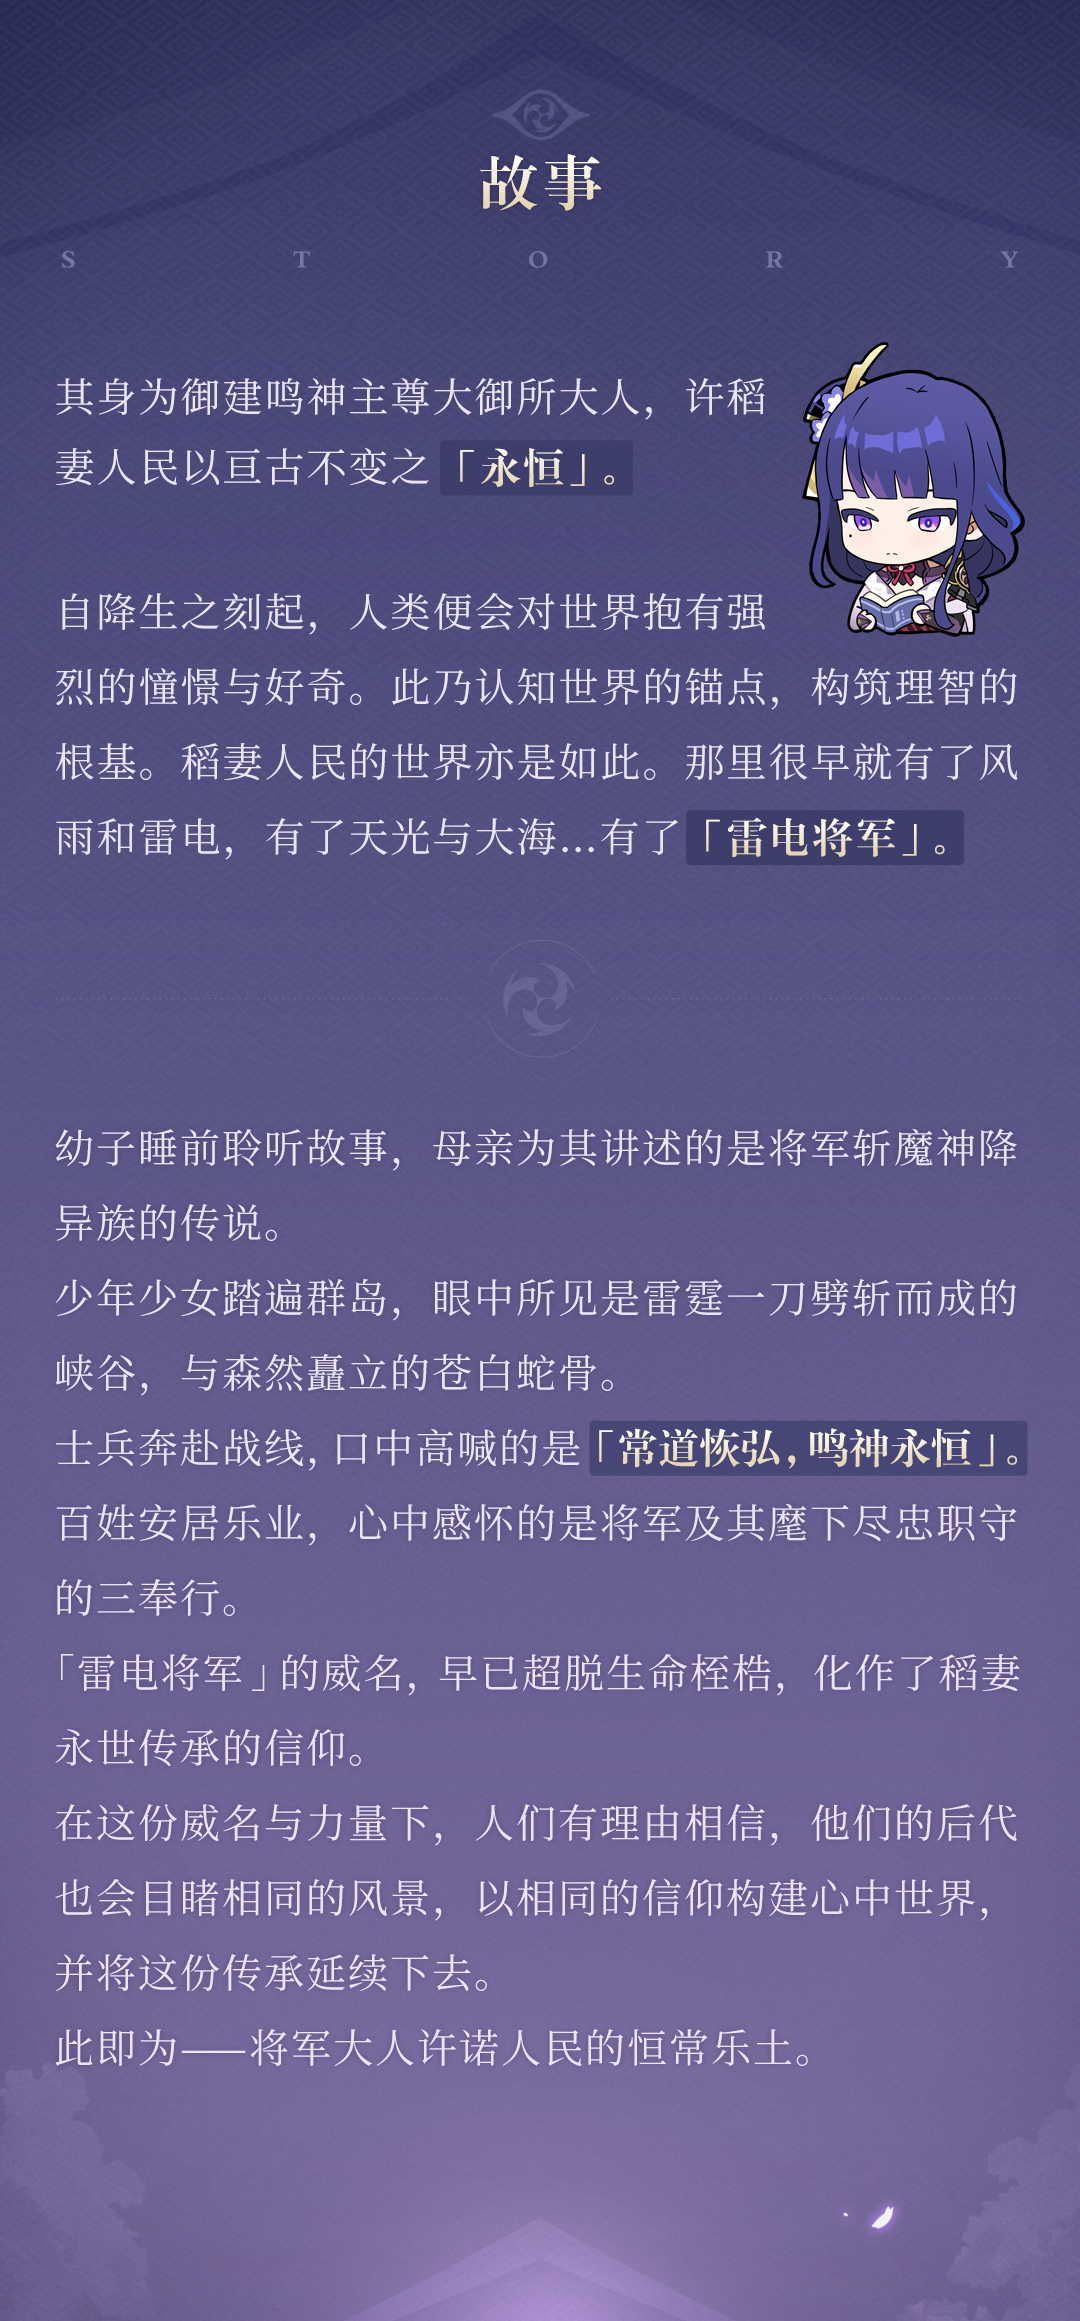 故事
S T O R Y
其身为御建鸣神主尊大御所大人，许稻
妻人民以亘古不变之「永恒」。
自降生之刻起，人类便会对世界抱有强
烈的憧憬与好奇。此乃认知世界的锚点，构筑理智的
根基。稻妻人民的世界亦是如此。那里很早就有了风
雨和雷电，有了天光与大海...有了「雷电将军」。
幼子睡前聆听故事，母亲为其讲述的是将军斩魔神降
异族的传说。
少年少女踏遍群岛，眼中所见是雷霆一刀劈斩而成的
峡谷，与森然矗立的苍白蛇骨。
士兵奔赴战线，口中高喊的是「常道恢弘，鸣神永恒」。
百姓安居乐业，心中感怀的是将军及其麾下尽忠职守
的三奉行。
「雷电将军」的威名，早已超脱生命桎梏，化作了稻妻
永世传承的信仰。
在这份威名与力量下，人们有理由相信，他们的后代
也会目睹相同的风景，以相同的信仰构建心中世界，
并将这份传承延续下去。
此即为——将军大人许诺人民的恒常乐土。